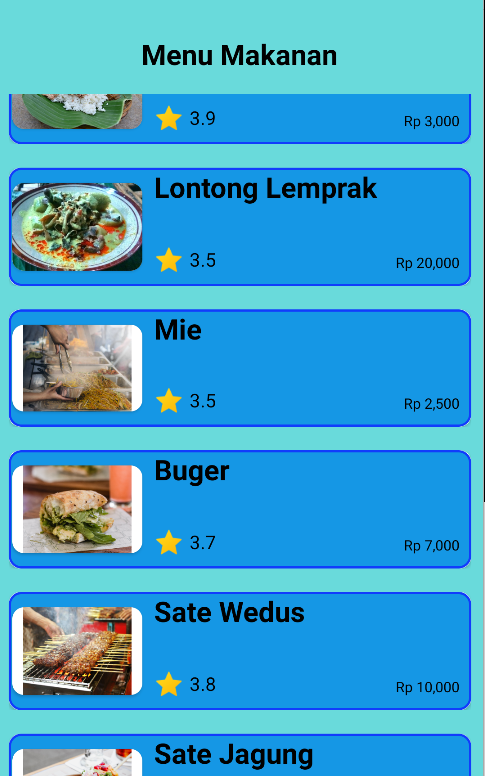 Menu Makanan
3.9
Rp 3,000
Lontong Lemprak
3.5
Rp 20,000
Mie
3.5
Rp 2,500
Buger
3.7
Rp 7,000
Sate Wedus
3.8
Rp 10,000
Sate Jagung